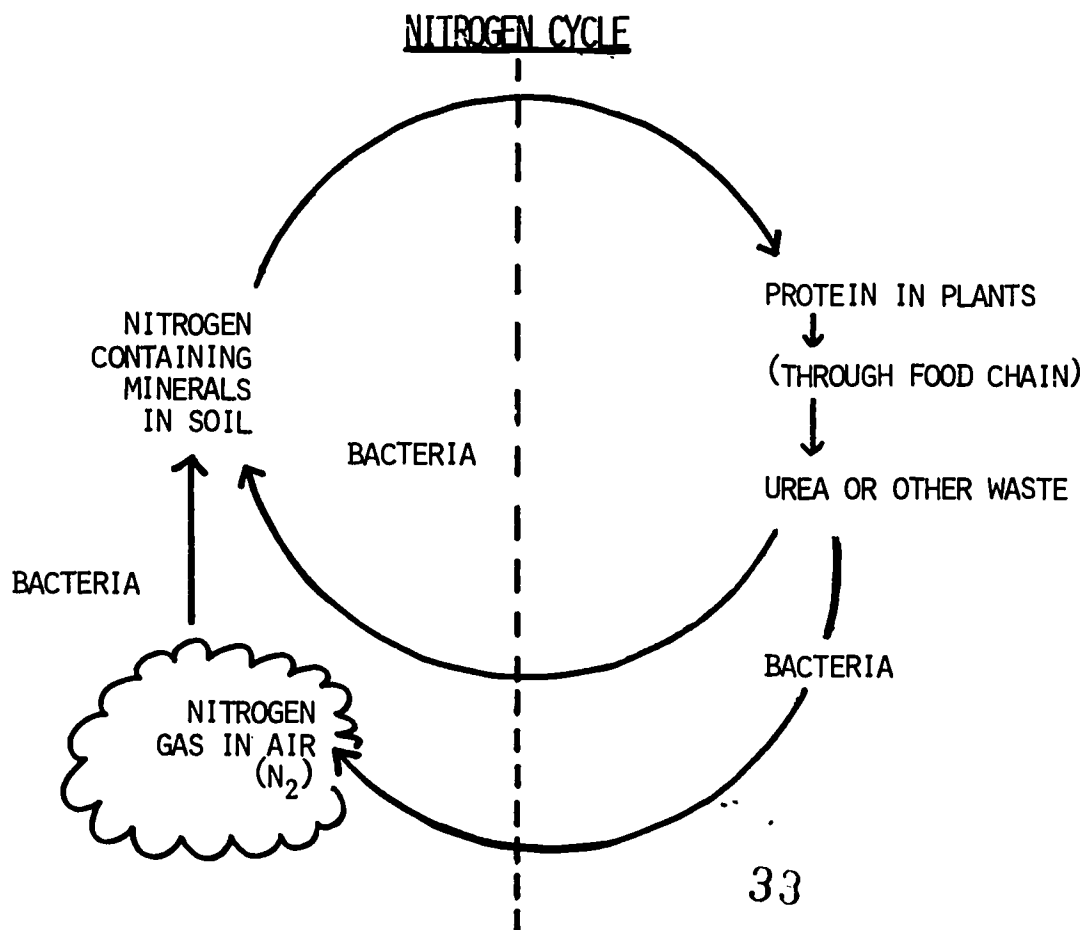 NITROGEN CYCLE
PROTEIN IN PLANTS
(THROUGH FOOD CHAIN)
UREA OR OTHER WASTE
NITROGEN
CONTAINING
MINERALS
IN SOIL
BACTERIA
BACTERIA
BACTERIA
NITROGEN
GAS IN AIR
(N₂)
33